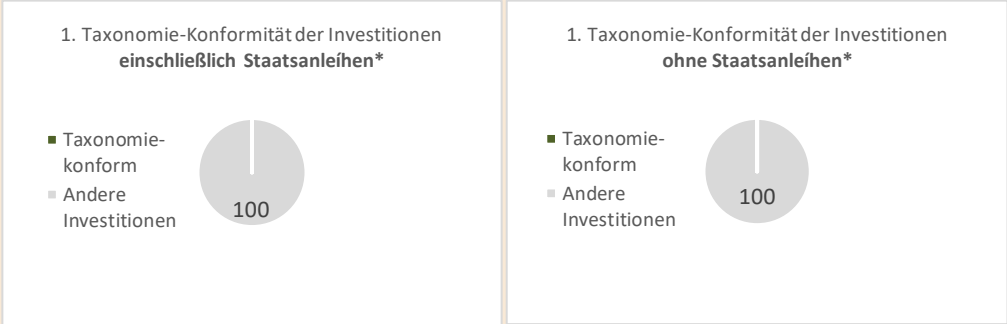 1. Taxonomie-Konformität der Investitionen
einschließlich Staatsanleihen*
Taxonomie-
konform
Andere
Investitionen
100
1. Taxonomie-Konformität der Investitionen
ohne Staatsanleihen*
Taxonomie-
konform
Andere
Investitionen
100